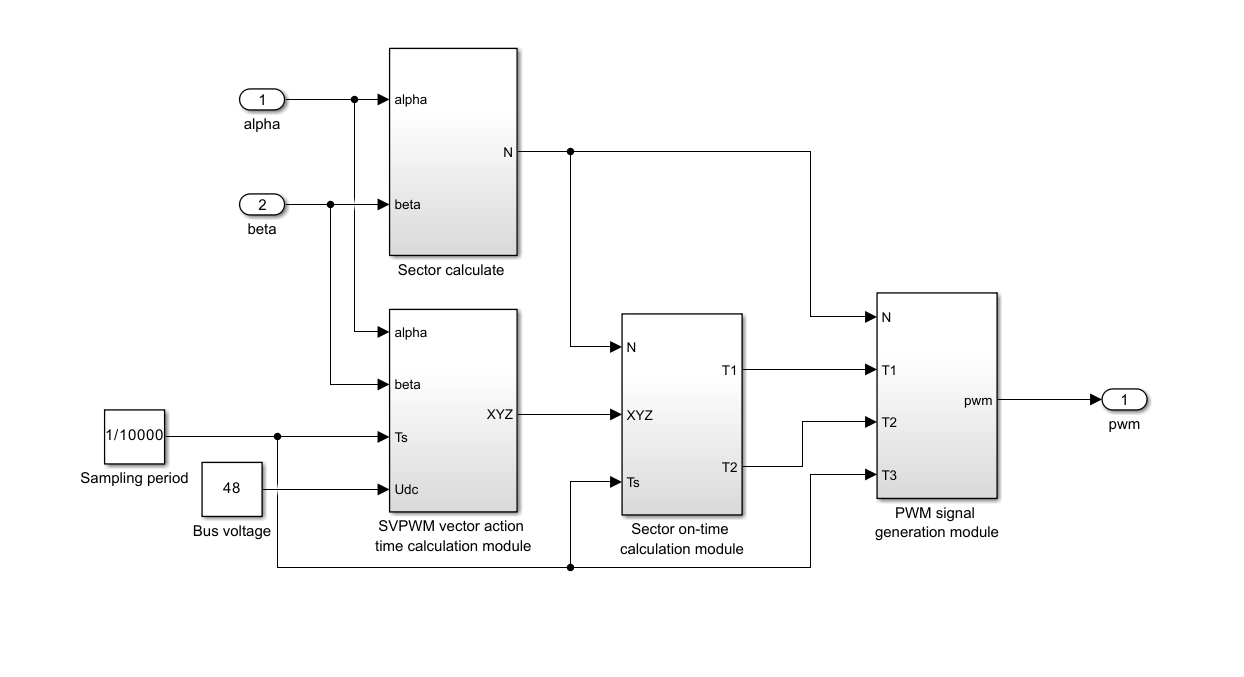 1
alpha
2
beta
alpha
N
beta
Sector calculate
alpha
beta
XYZ
Ts
Udc
SVPWM vector action
time calculation module
1/10000
Sampling period
48
Bus voltage
N
T1
XYZ
T2
Ts
Sector on-time
calculation module
N
T1
pwm
T2
T3
PWM signal
generation module
1
pwm